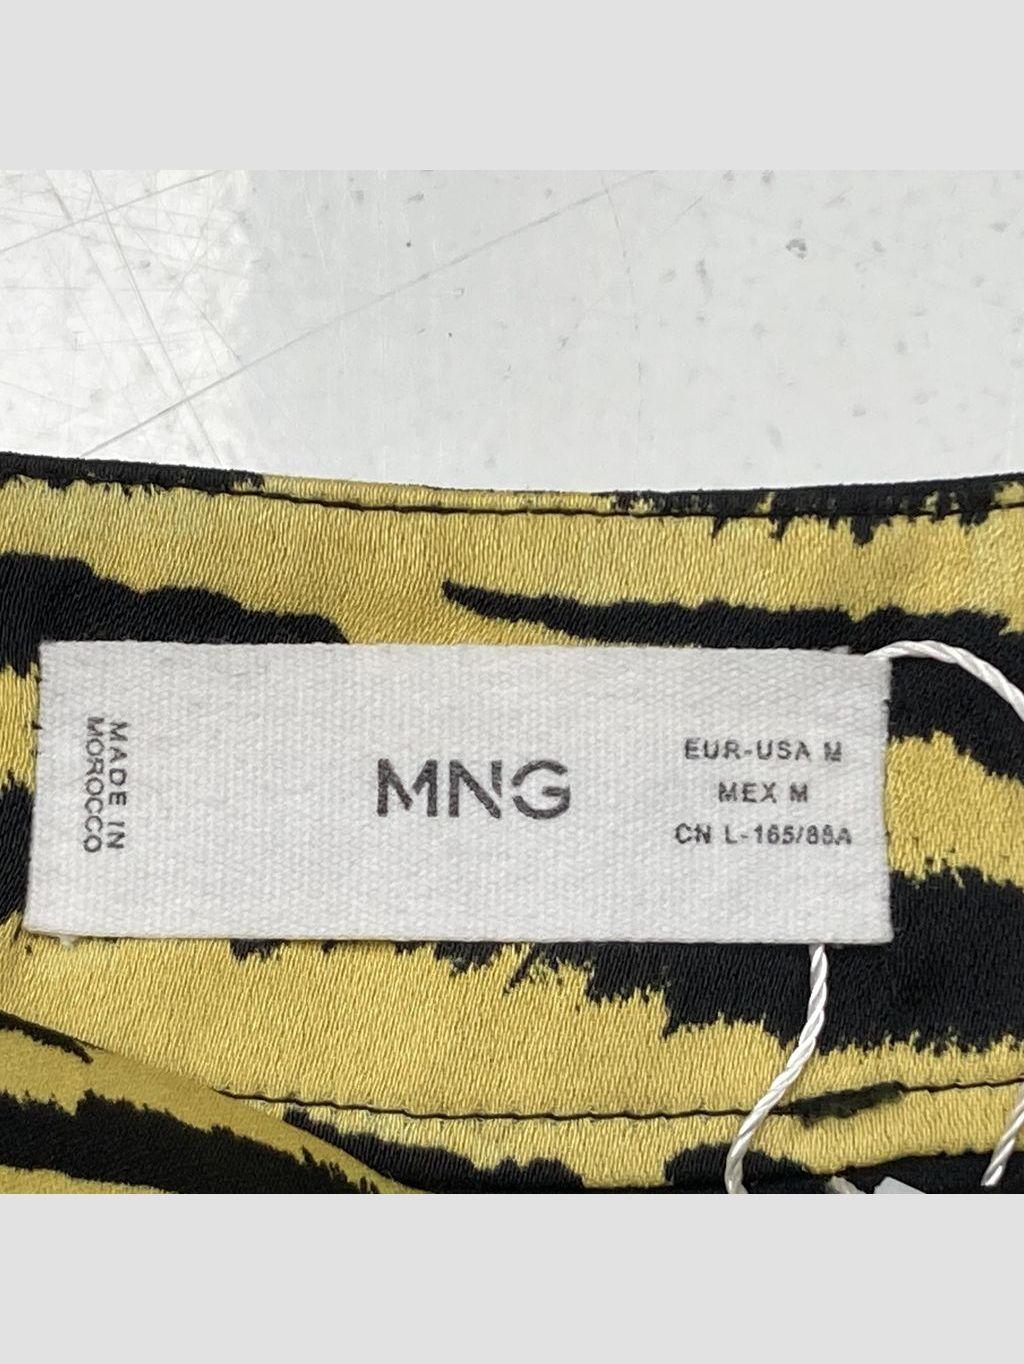 MADE IN
MOROCCO
MNG
EUR-USA M
MEX M
CN L-165/88A